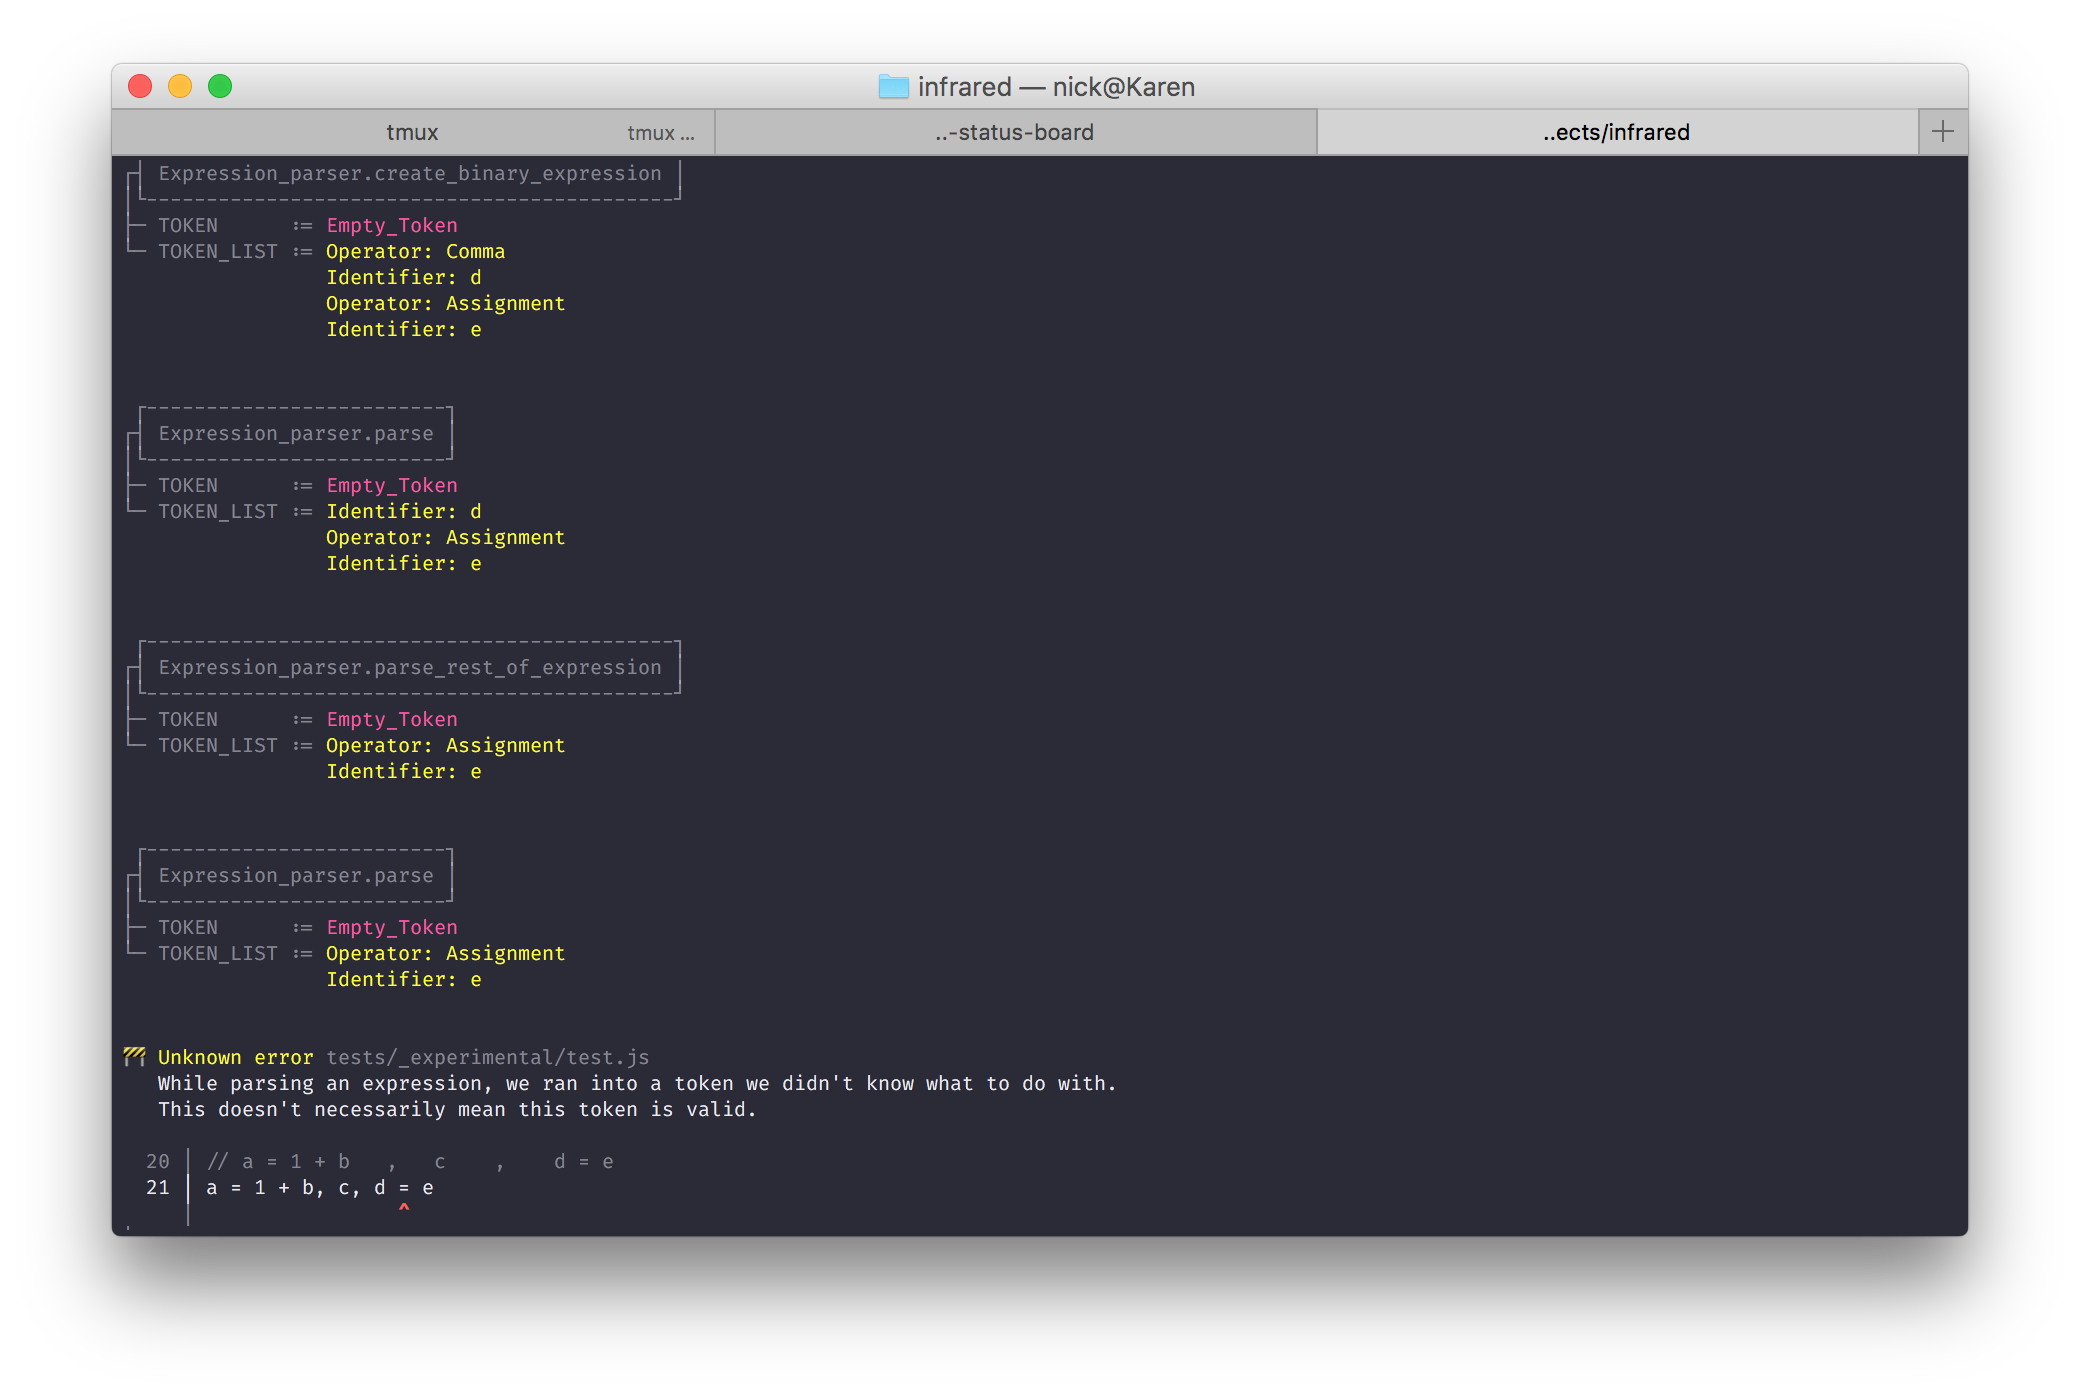 infrared — nick@Karen
tmux tmux ... ..-status-board ..ects/infrared +
Expression_parser.create_binary_expression
TOKEN := Empty_Token
TOKEN_LIST := Operator: Comma
Identifier: d
Operator: Assignment
Identifier: e
Expression_parser.parse
TOKEN := Empty_Token
TOKEN_LIST := Identifier: d
Operator: Assignment
Identifier: e
Expression_parser.parse_rest_of_expression
TOKEN := Empty_Token
TOKEN_LIST := Operator: Assignment
Identifier: e
Expression_parser.parse
TOKEN := Empty_Token
TOKEN_LIST := Operator: Assignment
Identifier: e
🚧 Unknown error tests/_experimental/test.js
While parsing an expression, we ran into a token we didn't know what to do with.
This doesn't necessarily mean this token is valid.
20 │ // a = 1 + b , c , d = e
21 │ a = 1 + b, c, d = e
│ ^